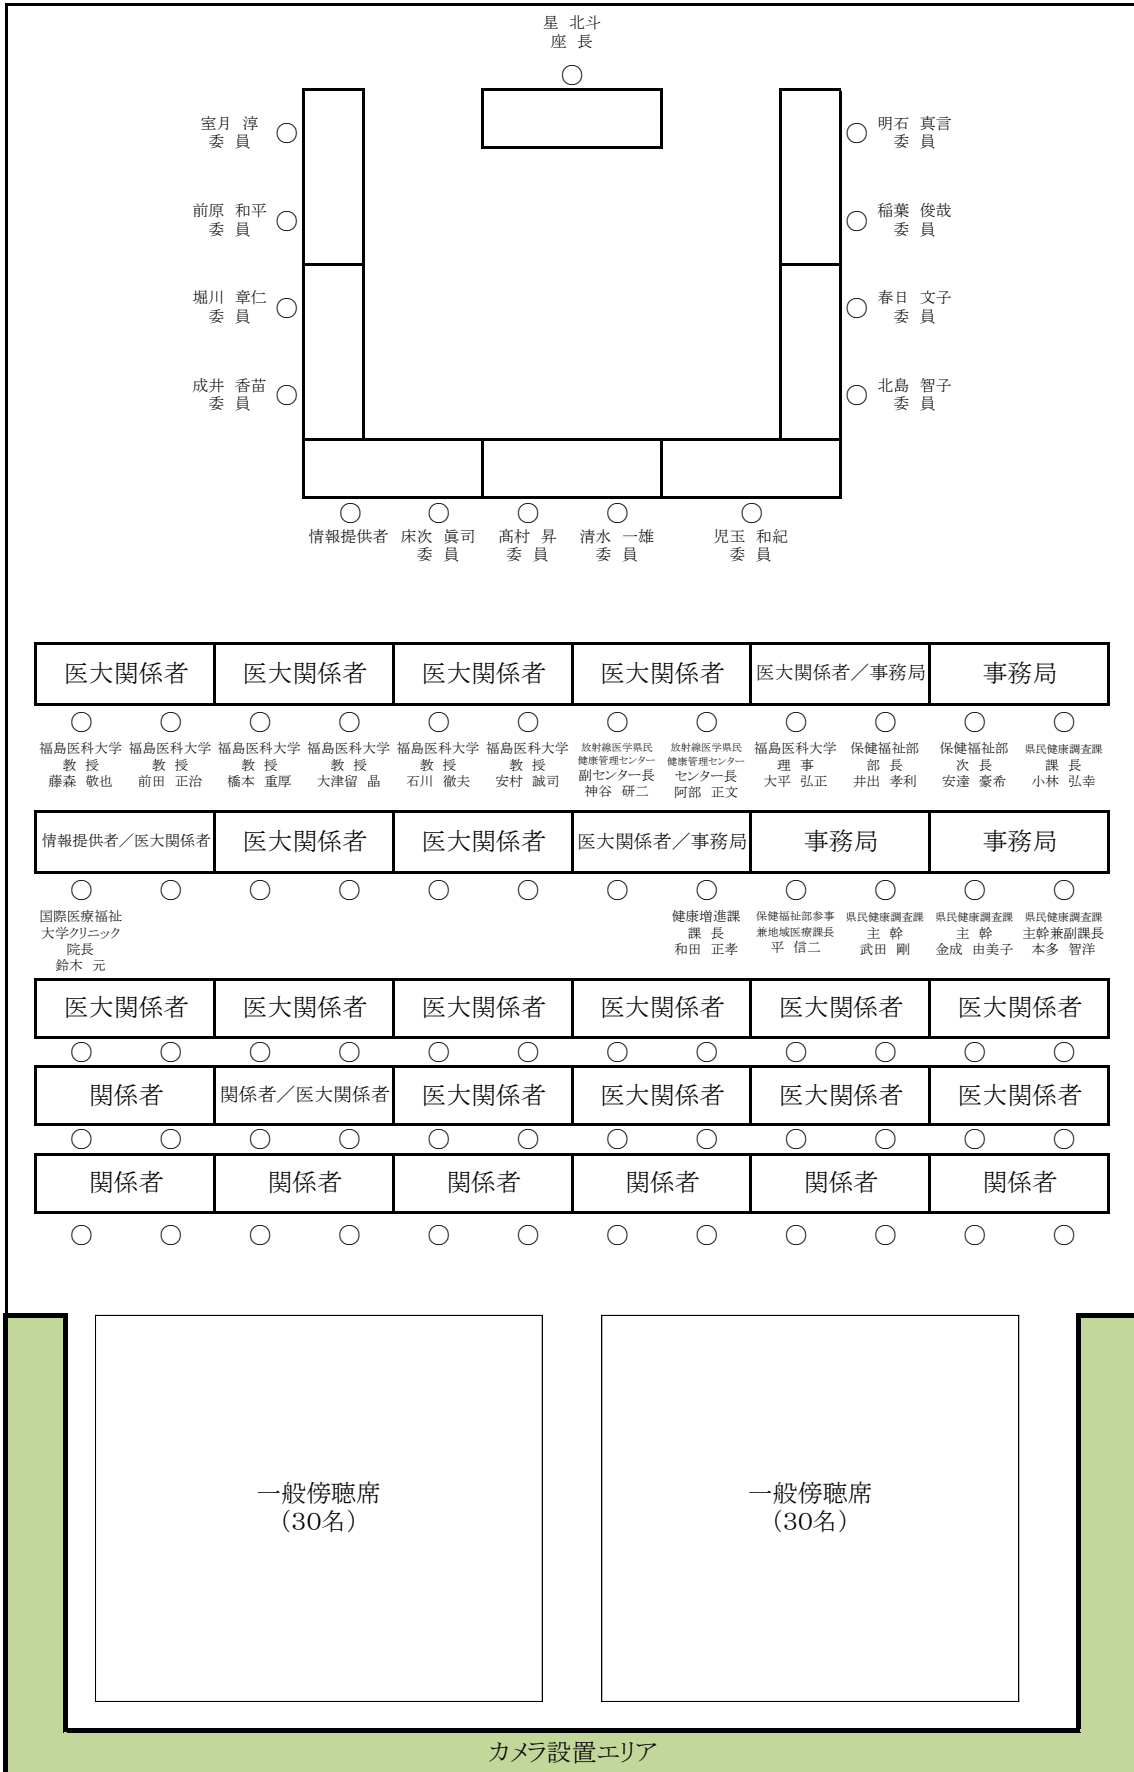 星 北斗
座 長
室月 淳
委 員
明石 真言
委 員
前原 和平
委 員
稲葉 俊哉
委 員
堀川 章仁
委 員
春日 文子
委 員
成井 香苗
委 員
北島 智子
委 員
情報提供者
床次 眞司
委 員
髙村 昇
委 員
清水 一雄
委 員
児玉 和紀
委 員
医大関係者
医大関係者
医大関係者
医大関係者
医大関係者／事務局
事務局
福島医科大学
教 授
藤森 敬也
福島医科大学
教 授
前田 正治
福島医科大学
教 授
橋本 重厚
福島医科大学
教 授
大津留 晶
福島医科大学
教 授
石川 徹夫
福島医科大学
教 授
安村 誠司
放射線医学県民
健康管理センター
副センター長
神谷 研二
放射線医学県民
健康管理センター
センター長
阿部 正文
福島医科大学
理 事
大平 弘正
保健福祉部
部 長
井出 孝利
保健福祉部
次 長
安達 豪希
県民健康調査課
課 長
小林 弘幸
情報提供者／医大関係者
医大関係者
医大関係者
医大関係者／事務局
事務局
事務局
国際医療福祉
大学クリニック
院長
鈴木 元
健康増進課
課 長
和田 正孝
保健福祉部参事
兼地域医療課長
平 信二
県民健康調査課
主 幹
武田 剛
県民健康調査課
主 幹
金成 由美子
県民健康調査課
主幹兼副課長
本多 智洋
医大関係者
医大関係者
医大関係者
医大関係者
医大関係者
医大関係者
関係者
関係者／医大関係者
医大関係者
医大関係者
医大関係者
医大関係者
関係者
関係者
関係者
関係者
関係者
関係者
一般傍聴席
（30名）
一般傍聴席
（30名）
カメラ設置エリア